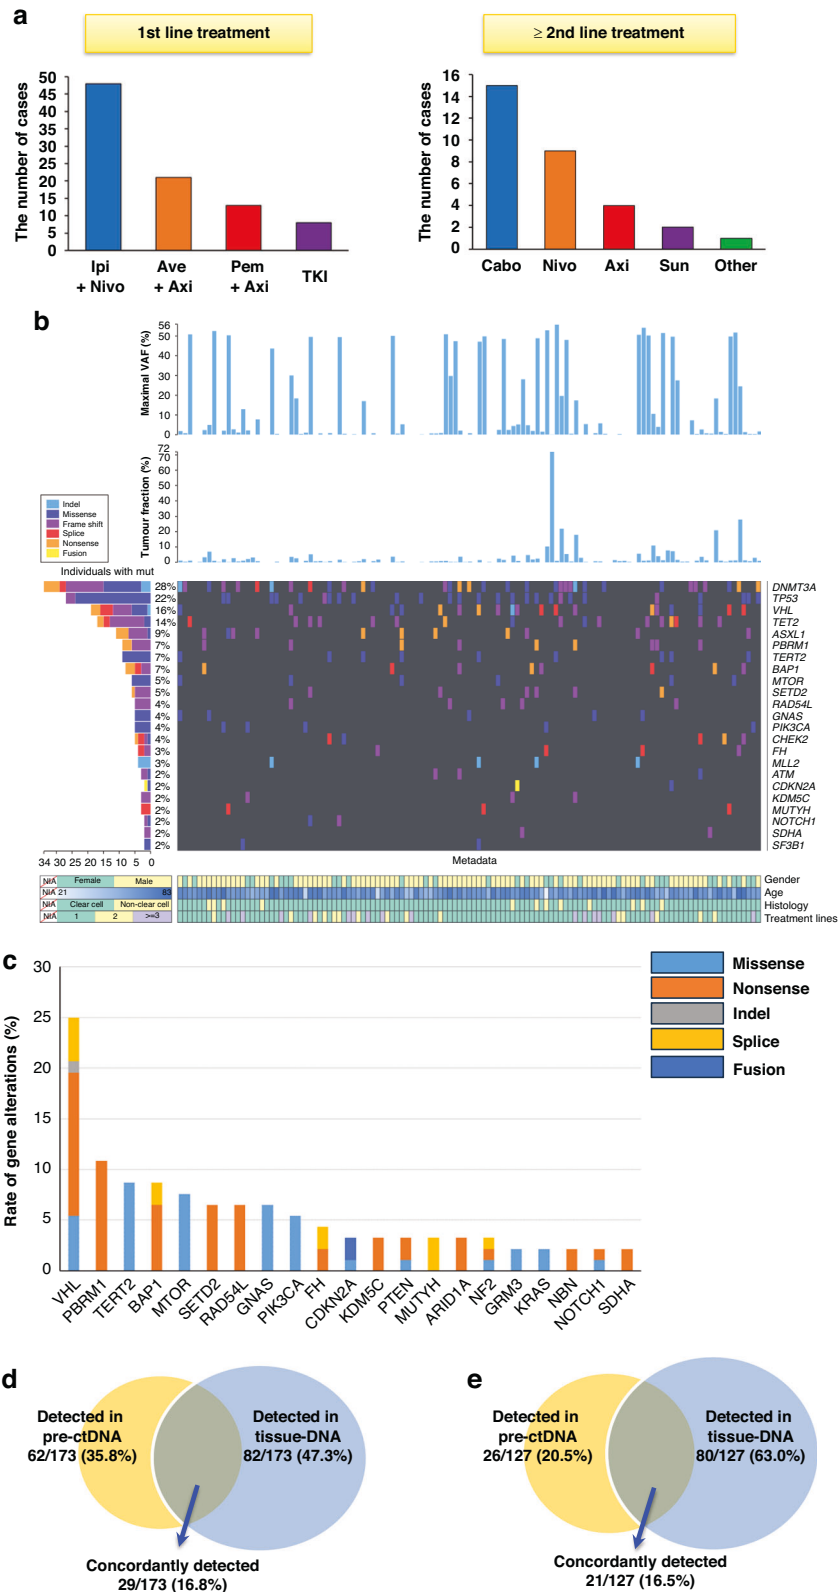 a
1st line treatment
≥ 2nd line treatment
The number of cases
50
45
40
35
30
25
20
15
10
5
0
Ipi + Nivo
Ave + Axi
Pem + Axi
TKI
The number of cases
16
14
12
10
8
6
4
2
0
Cabo
Nivo
Axi
Sun
Other
b
Maximal VAF (%)
56
50
40
30
20
10
0
Tumour fraction (%)
72
70
60
50
40
30
20
10
0
Indel
Missense
Frame shift
Splice
Nonsense
Fusion
Individuals with mut
28% DNMT3A
22% TP53
16% VHL
14% TET2
9% ASXL1
7% PBRM1
7% TERT2
7% BAP1
5% MTOR
5% SETD2
4% RAD54L
4% GNAS
4% PIK3CA
4% CHEK2
3% FH
3% MLL2
2% ATM
2% CDKN2A
2% KDM5C
2% MUTYH
2% NOTCH1
2% SDHA
2% SF3B1
34 30 25 20 15 10 5 0
Metadata
N/A Female Male Gender
N/A 21 83 Age
N/A Clear cell Non-clear cell Histology
N/A 1 2 >=3 Treatment lines
c
Rate of gene alterations (%)
30
25
20
15
10
5
0
VHL
PBRM1
TERT2
BAP1
MTOR
SETD2
RAD54L
GNAS
PIK3CA
FH
CDKN2A
KDM5C
PTEN
MUTYH
ARID1A
NF2
GRM3
KRAS
NBN
NOTCH1
SDHA
Missense
Nonsense
Indel
Splice
Fusion
d
Detected in
pre-ctDNA
62/173 (35.8%)
Detected in
tissue-DNA
82/173 (47.3%)
Concordantly detected
29/173 (16.8%)
e
Detected in
pre-ctDNA
26/127 (20.5%)
Detected in
tissue-DNA
80/127 (63.0%)
Concordantly detected
21/127 (16.5%)